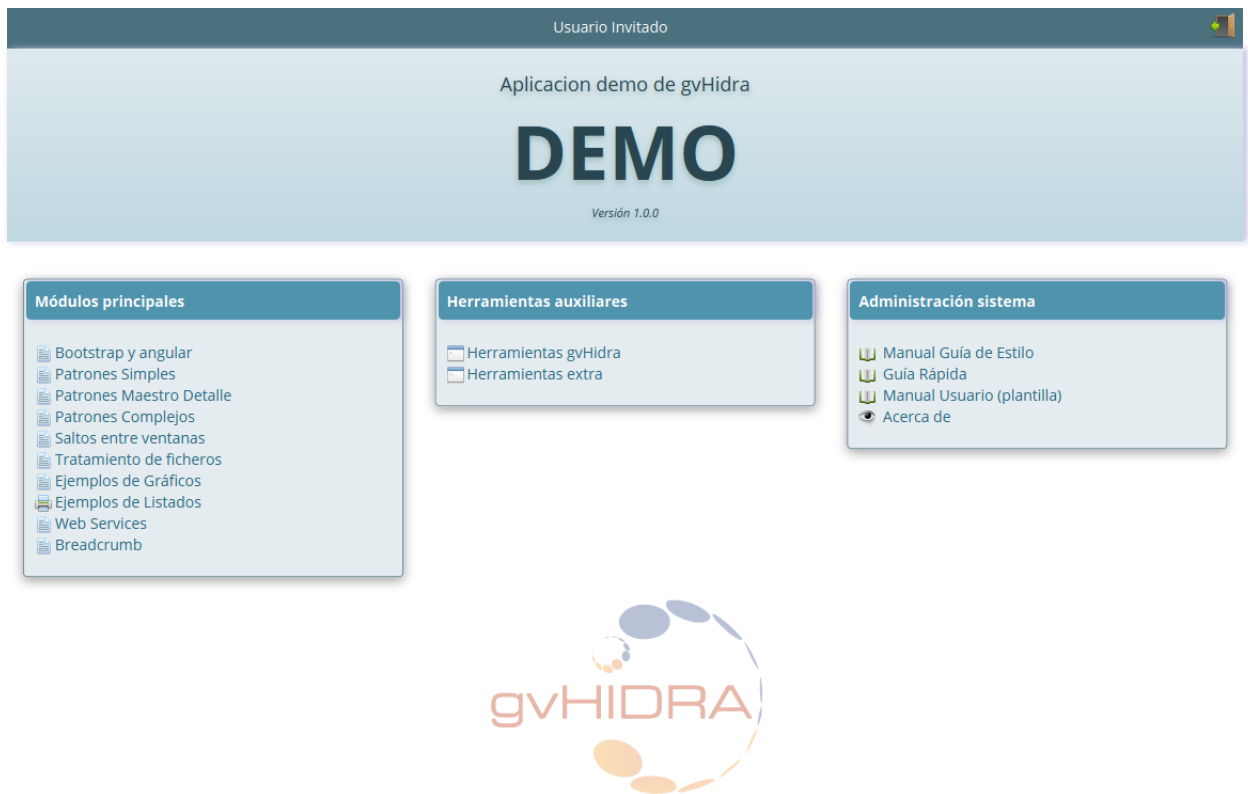 Usuario Invitado
Aplicacion demo de gvHidra
DEMO
Versión 1.0.0
Módulos principales
Bootstrap y angular
Patrones Simples
Patrones Maestro Detalle
Patrones Complejos
Saltos entre ventanas
Tratamiento de ficheros
Ejemplos de Gráficos
Ejemplos de Listados
Web Services
Breadcrumb
Herramientas auxiliares
Herramientas gvHidra
Herramientas extra
Administración sistema
Manual Guía de Estilo
Guía Rápida
Manual Usuario (plantilla)
Acerca de
gvHIDRA